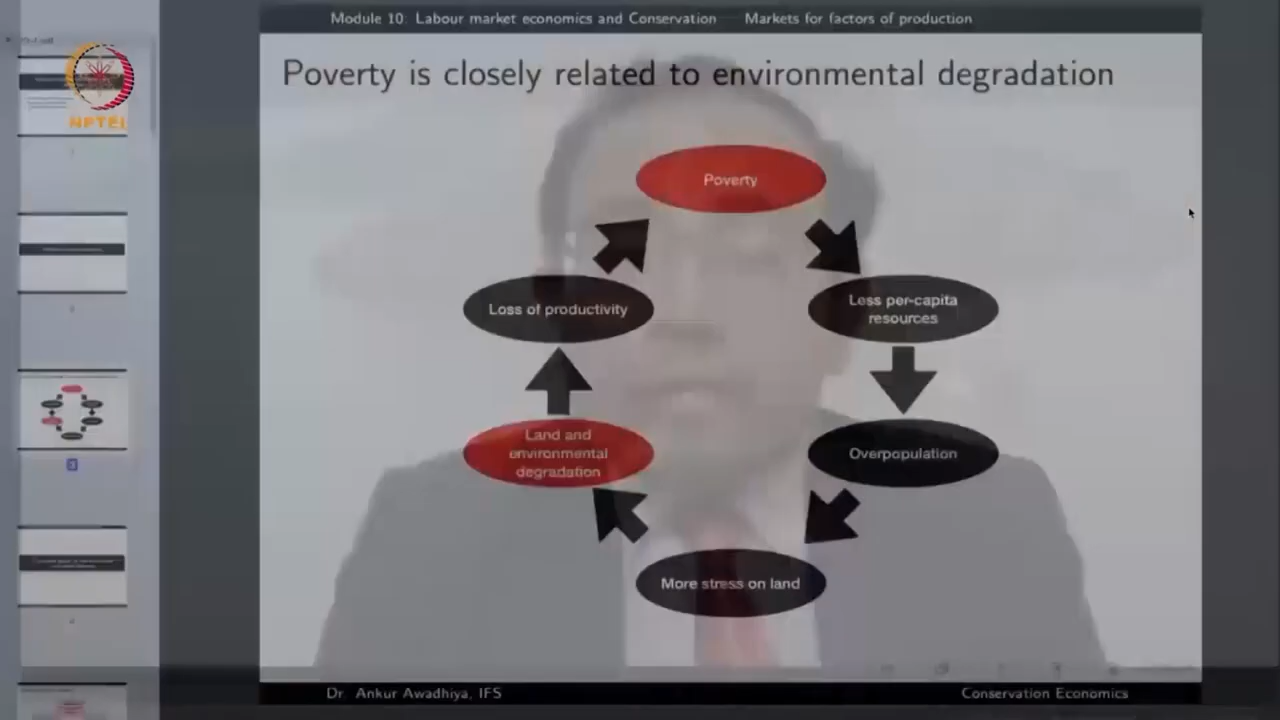 Module 10: Labour market economics and Conservation Markets for factors of production
NPTEL
Poverty is closely related to environmental degradation
Poverty
Less per-capita
resources
Overpopulation
More stress on land
Land and
environmental
degradation
Loss of productivity
3
Dr. Ankur Awadhiya, IFS
Conservation Economics